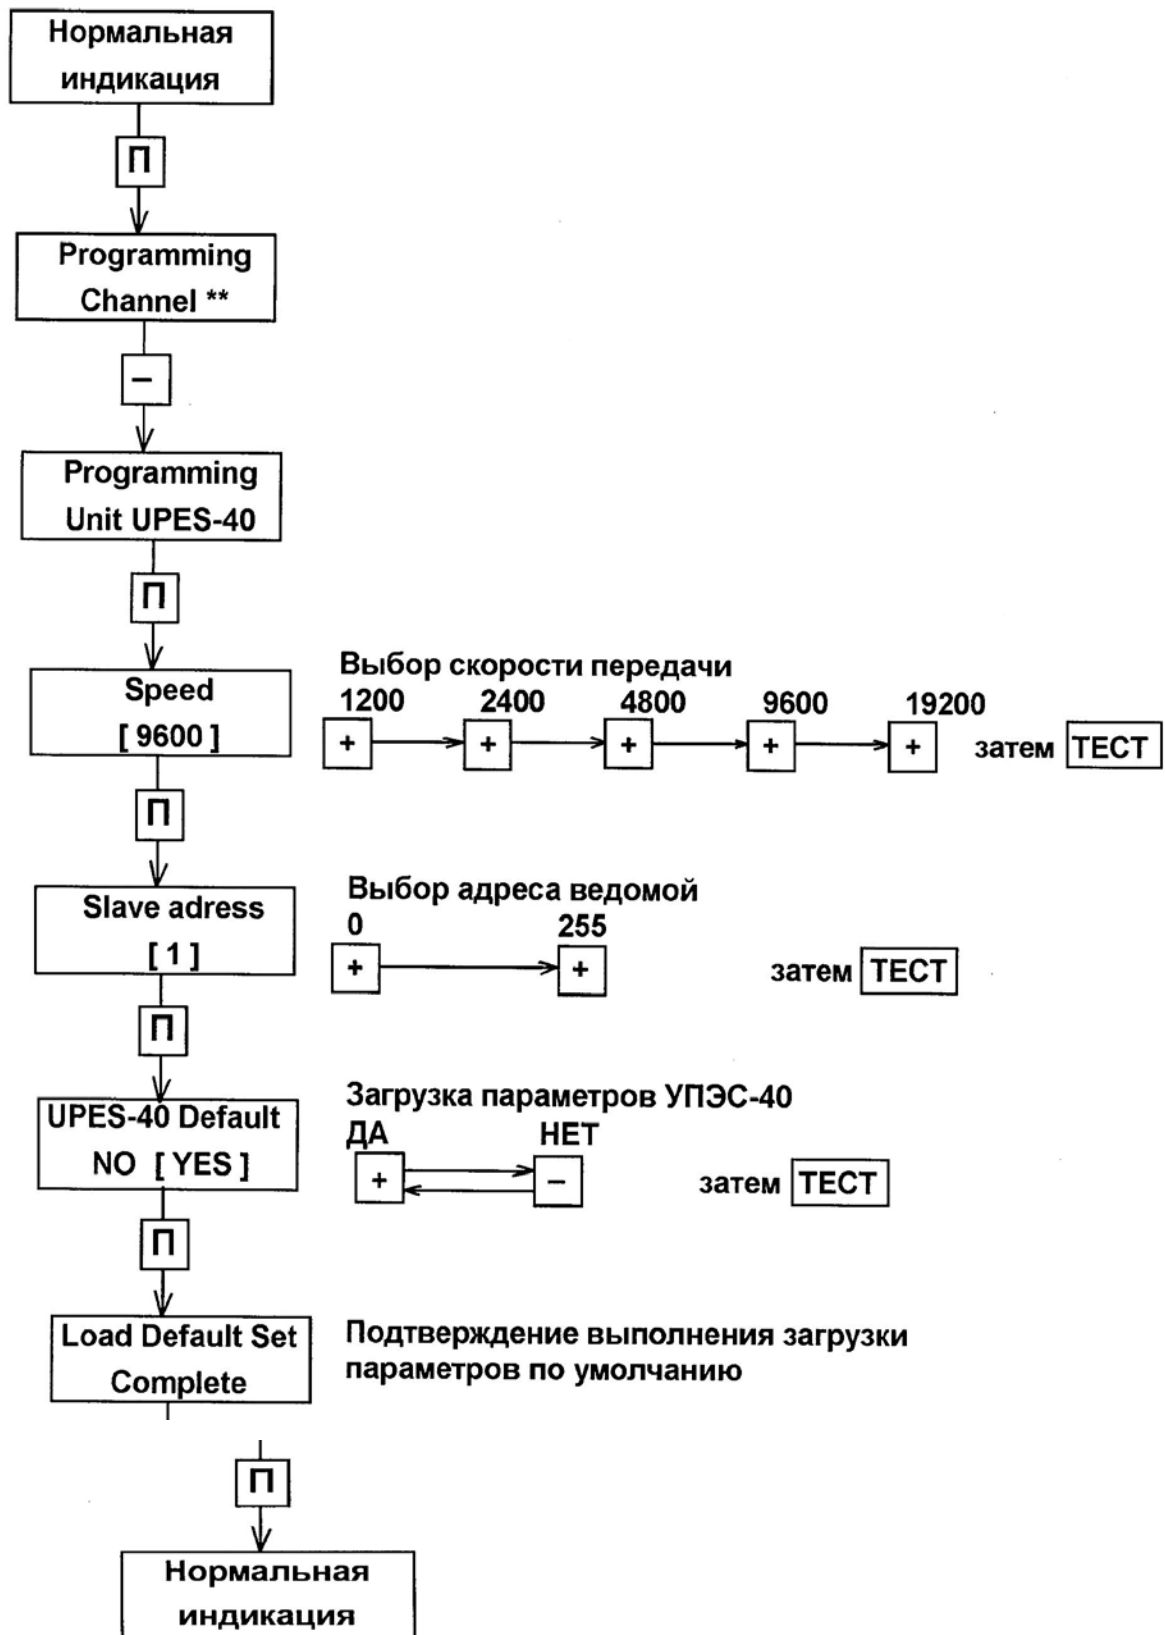 Нормальная
индикация
П
Programming
Channel **
–
Programming
Unit UPES-40
П
Speed
[ 9600 ]
Выбор скорости передачи
1200 2400 4800 9600 19200
+ + + + + затем ТЕСТ
П
Slave adress
[ 1 ]
Выбор адреса ведомой
0 255
+ + затем ТЕСТ
П
UPES-40 Default
NO [ YES ]
Загрузка параметров УПЭС-40
ДА НЕТ
+ – затем ТЕСТ
П
Load Default Set
Complete
Подтверждение выполнения загрузки
параметров по умолчанию
П
Нормальная
индикация